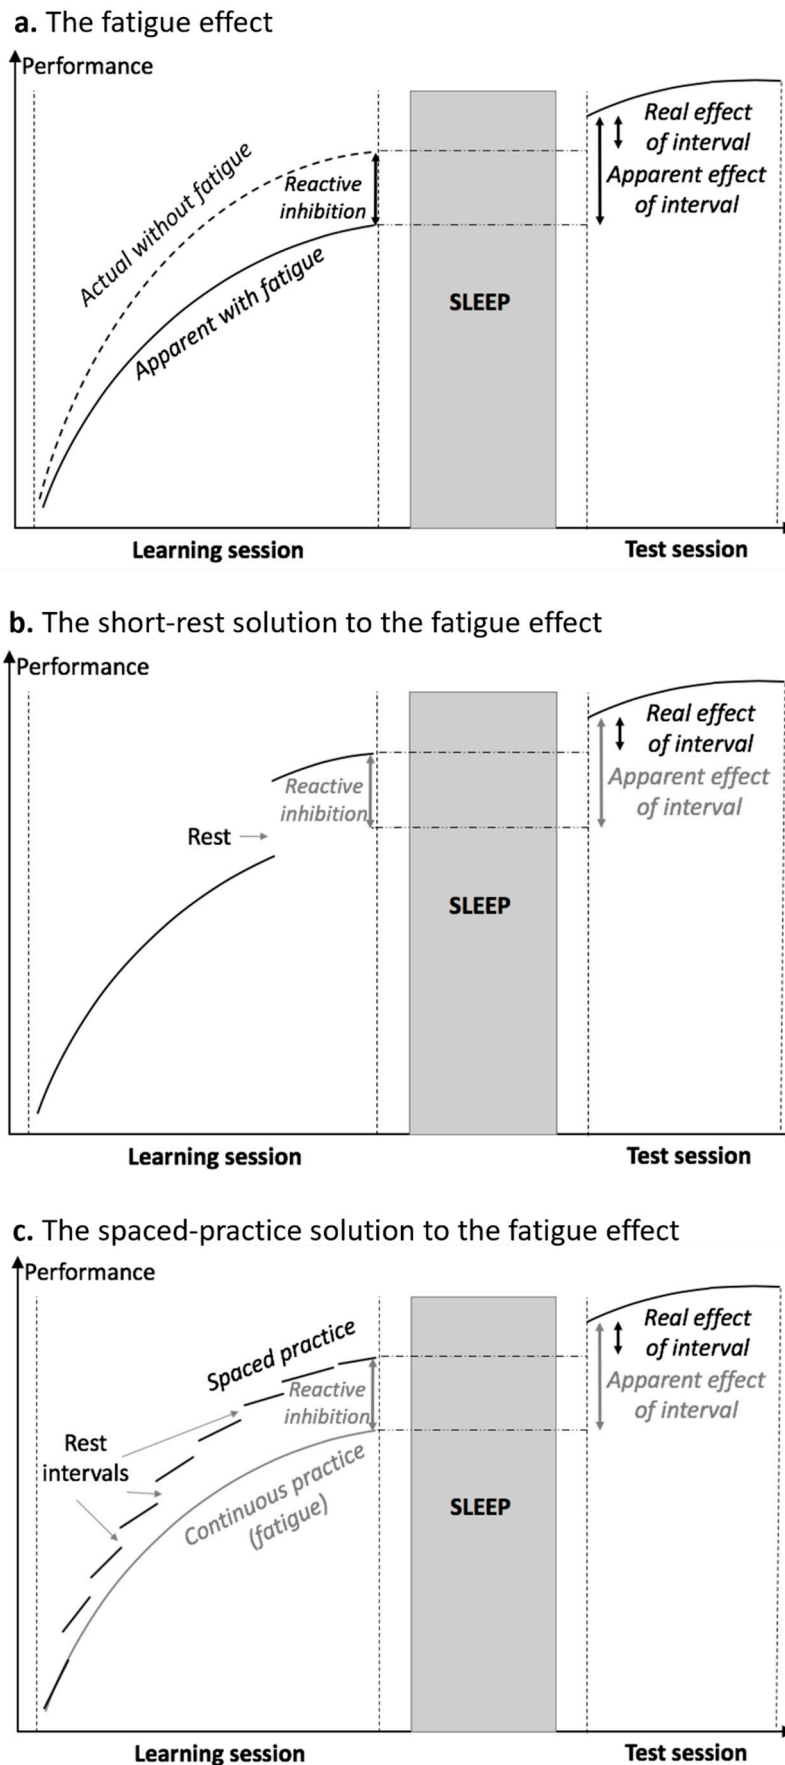 a. The fatigue effect
Performance
Actual without fatigue
Apparent with fatigue
Reactive
inhibition
SLEEP
Real effect
of interval
Apparent effect
of interval
Learning session
Test session
b. The short-rest solution to the fatigue effect
Performance
Rest
Reactive
inhibition
SLEEP
Real effect
of interval
Apparent effect
of interval
Learning session
Test session
c. The spaced-practice solution to the fatigue effect
Performance
Spaced practice
Rest
intervals
Reactive
inhibition
Continuous practice
(fatigue)
SLEEP
Real effect
of interval
Apparent effect
of interval
Learning session
Test session